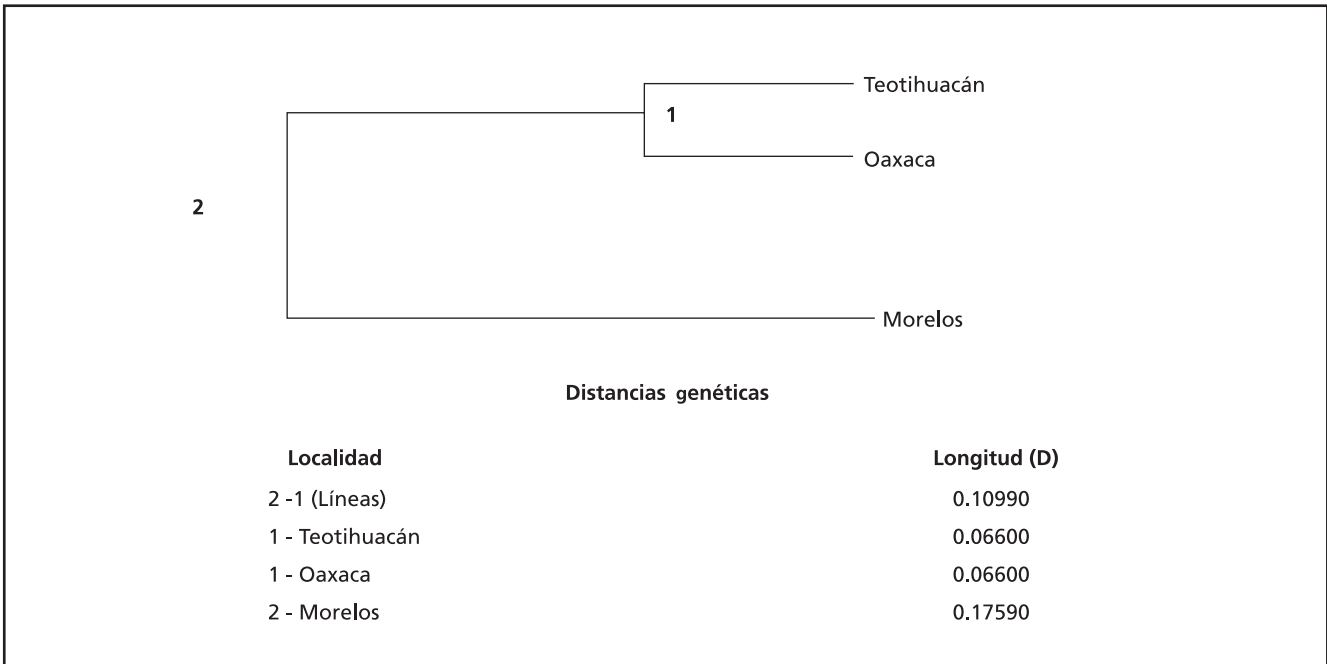 Teotihuacán
1
Oaxaca
2
Morelos
Distancias genéticas
Localidad Longitud (D)
2 -1 (Líneas) 0.10990
1 - Teotihuacán 0.06600
1 - Oaxaca 0.06600
2 - Morelos 0.17590